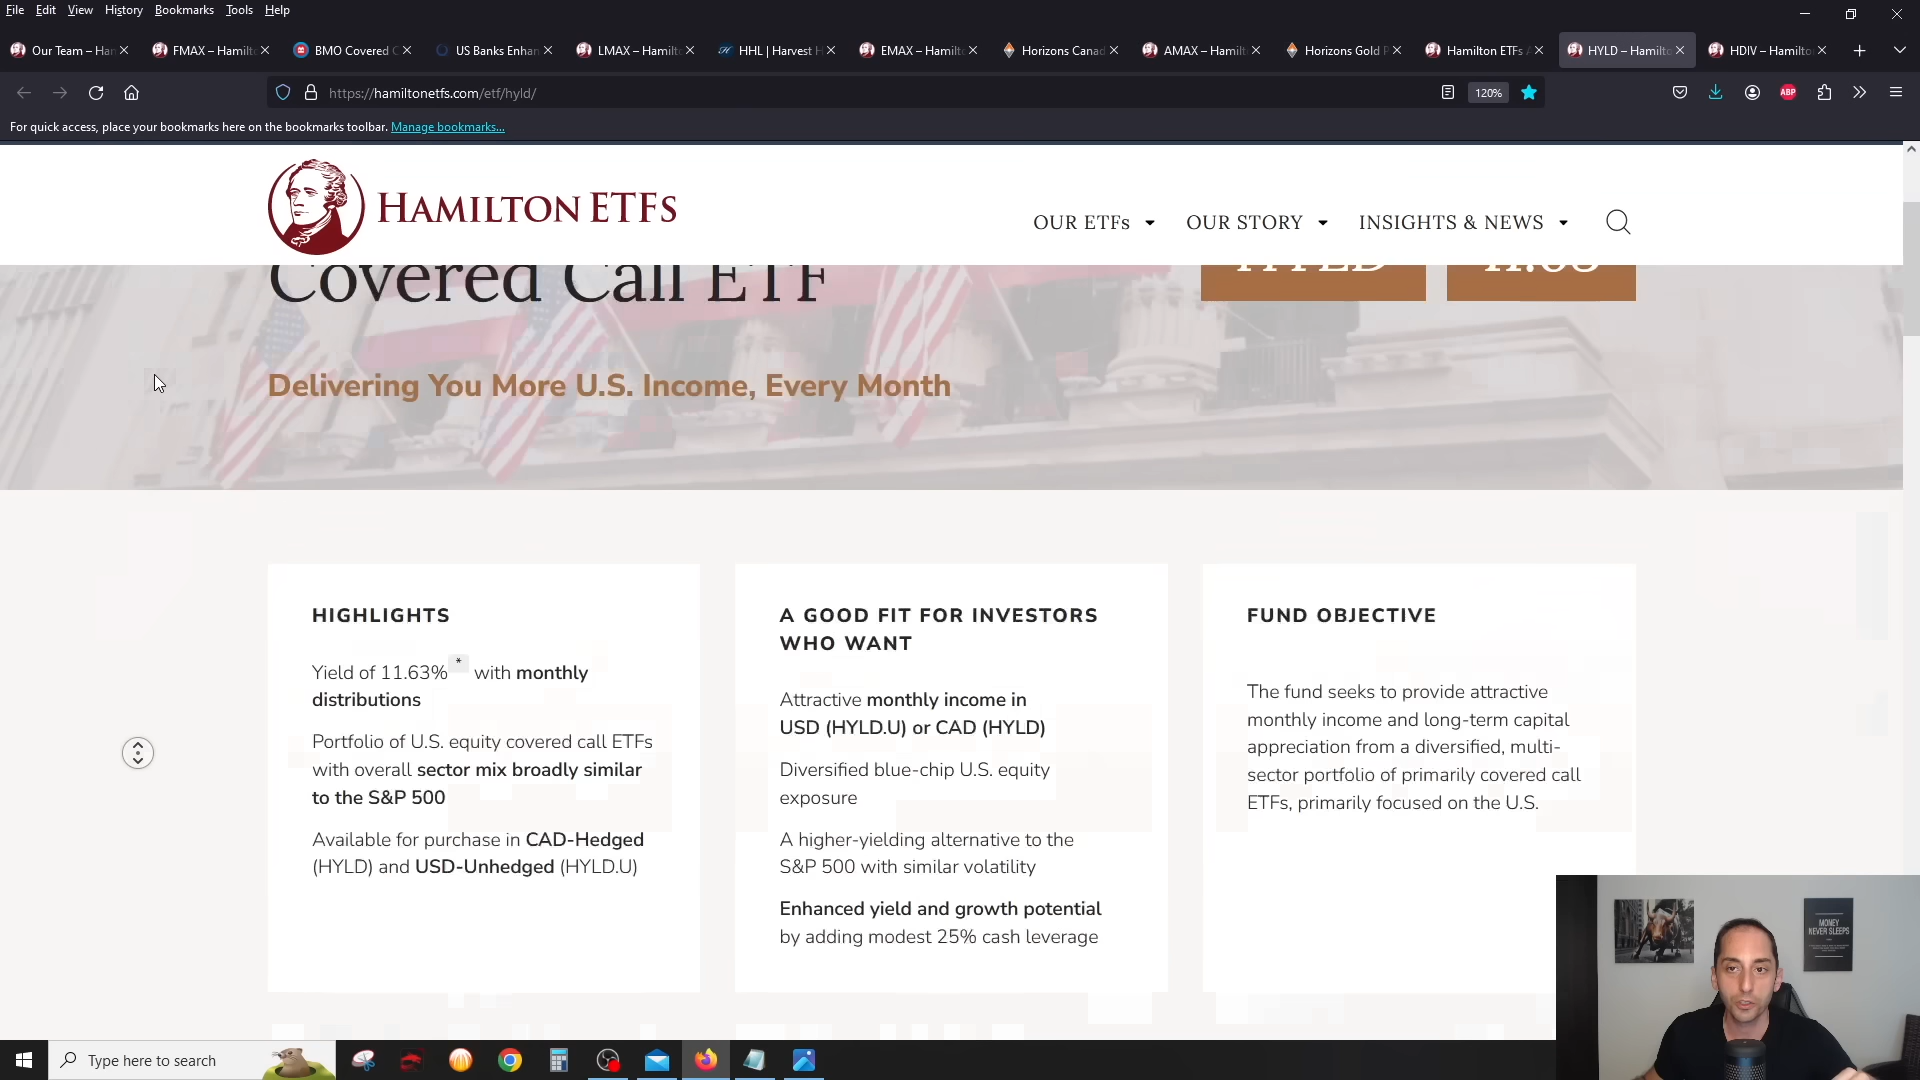 File Edit View History Bookmarks Tools Help
Our Team – Han FMAX – Hamilt BMO Covered C US Banks Enhan LMAX – Hamilto HHL | Harvest H EMAX – Hamilt Horizons Canad AMAX – Hamilt Horizons Gold P Hamilton ETFs A HYLD – Hamilto HDIV – Hamilto
https://hamiltonetfs.com/etf/hyld/ 120% ABP
For quick access, place your bookmarks here on the bookmarks toolbar. Manage bookmarks...
HAMILTON ETFs
OUR ETFs OUR STORY INSIGHTS & NEWS
Covered Call ETF
HYLD
Delivering You More U.S. Income, Every Month
HIGHLIGHTS
Yield of 11.63%* with monthly
distributions
Portfolio of U.S. equity covered call ETFs
with overall sector mix broadly similar
to the S&P 500
Available for purchase in CAD-Hedged
(HYLD) and USD-Unhedged (HYLD.U)
A GOOD FIT FOR INVESTORS
WHO WANT
Attractive monthly income in
USD (HYLD.U) or CAD (HYLD)
Diversified blue-chip U.S. equity
exposure
A higher-yielding alternative to the
S&P 500 with similar volatility
Enhanced yield and growth potential
by adding modest 25% cash leverage
FUND OBJECTIVE
The fund seeks to provide attractive
monthly income and long-term capital
appreciation from a diversified, multi-
sector portfolio of primarily covered call
ETFs, primarily focused on the U.S.
MONEY
NEVER SLEEPS
Type here to search